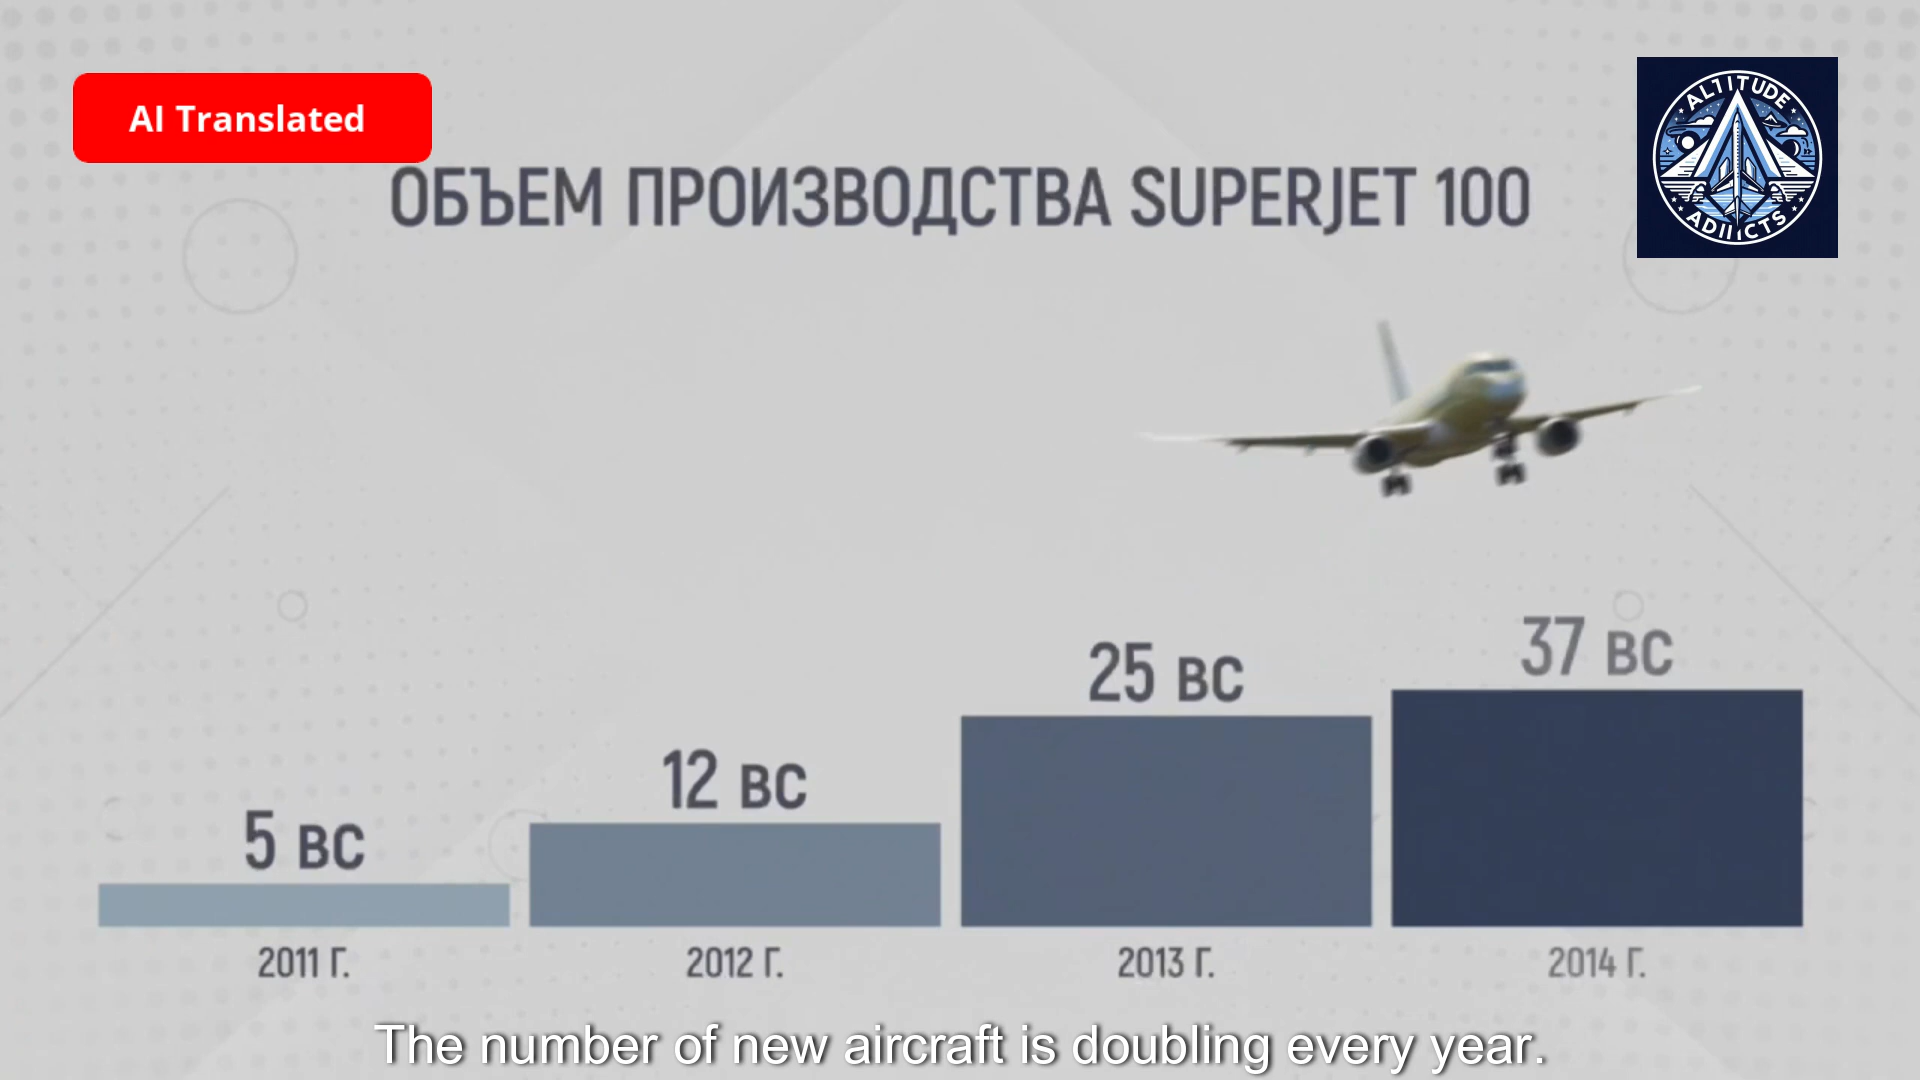 AI Translated
ALTITUDE
ОБЪЕМ ПРОИЗВОДСТВА SUPERJET 100
37 ВС
25 ВС
12 ВС
5 ВС
2011 Г.
2012 Г.
2013 Г.
2014 Г.
The number of new aircraft is doubling every year.